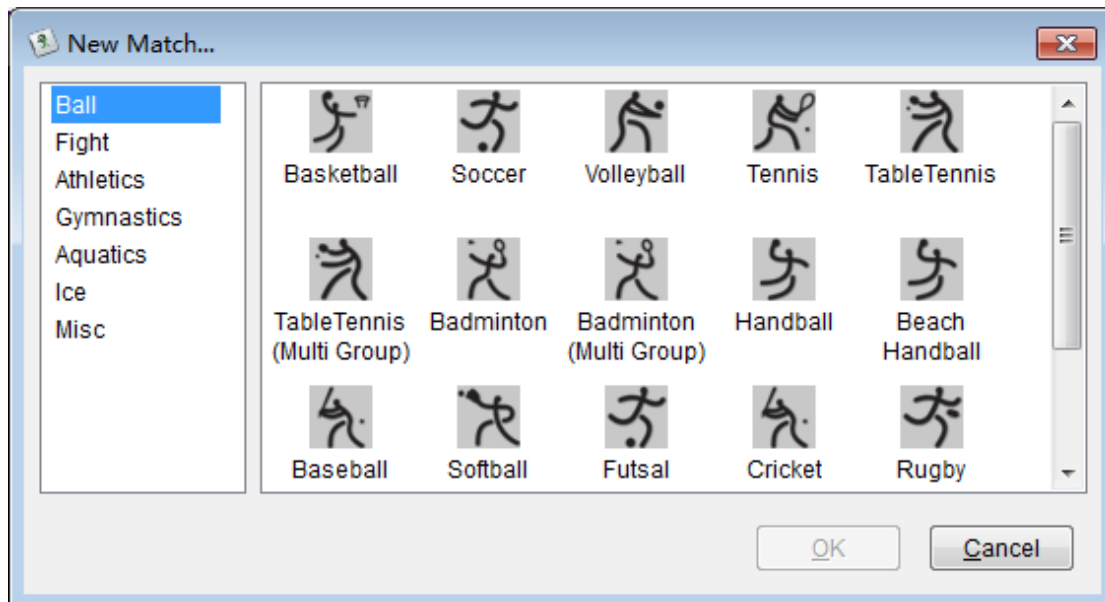 New Match...
Ball
Fight
Athletics
Gymnastics
Aquatics
Ice
Misc
Basketball Soccer Volleyball Tennis TableTennis
TableTennis Badminton Badminton Handball Beach
(Multi Group) (Multi Group) Handball
Baseball Softball Futsal Cricket Rugby
OK Cancel